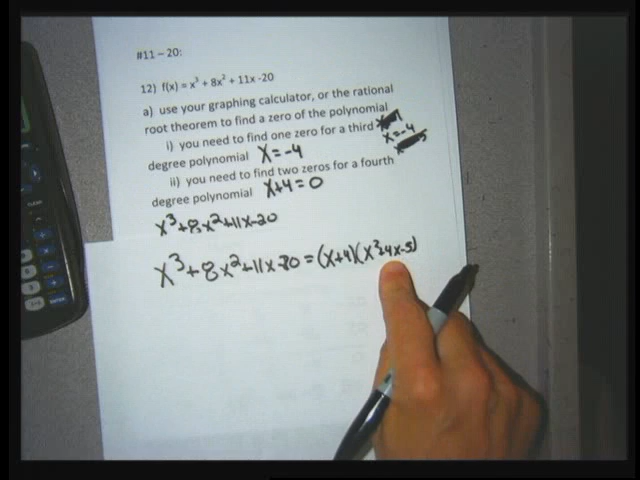 #11 – 20:
12) f(x) = x³ + 8x² + 11x -20
a) use your graphing calculator, or the rational
root theorem to find a zero of the polynomial
i) you need to find one zero for a third
x=-4
degree polynomial x=-4
ii) you need to find two zeros for a fourth
degree polynomial x+4=0
x³+8x²+11x-20
x³+8x²+11x-20=(x+4)(x²+4x-5)